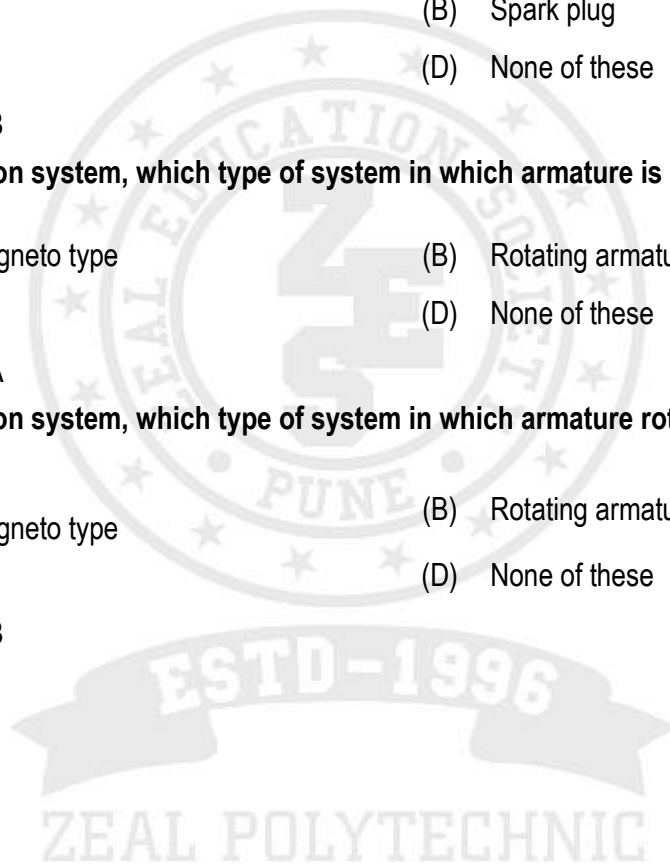 (B) Spark plug
(D) None of these
B
on system, which type of system in which armature is
gneto type (B) Rotating armatu
(D) None of these
A
on system, which type of system in which armature rot
gneto type (B) Rotating armatu
(D) None of these
B
ZEAL EDUCATION SOCIETY
ZES
PUNE
ESTD-1996
ZEAL POLYTECHNIC